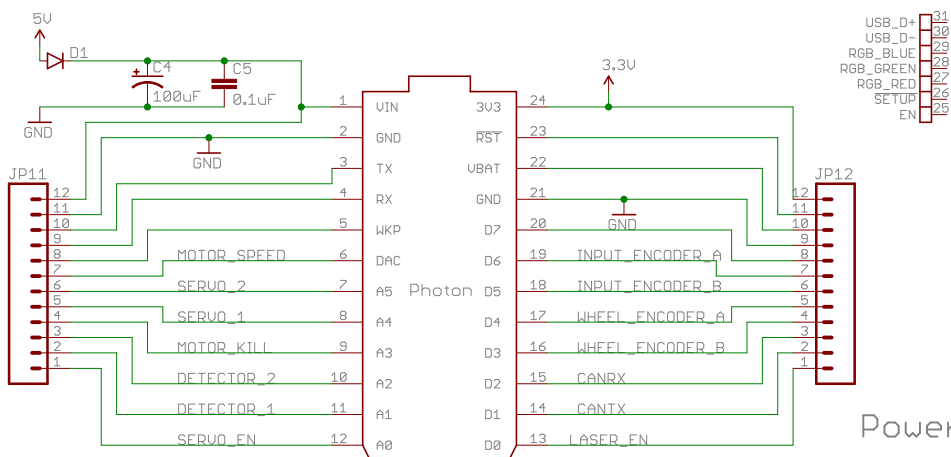 5V
D1
C4
100uF
C5
0.1uF
GND
GND
JP11
12
11
10
9
8
7
6
5
4
3
2
1
MOTOR_SPEED
SERVO_2
SERVO_1
MOTOR_KILL
DETECTOR_2
DETECTOR_1
SERVO_EN
1 VIN
2 GND
3 TX
4 RX
5 WKP
6 DAC
7 A5
8 A4
9 A3
10 A2
11 A1
12 A0
Photon
3V3 24
RST 23
VBAT 22
GND 21
D7 20
D6 19
D5 18
D4 17
D3 16
D2 15
D1 14
D0 13
3.3V
GND
INPUT_ENCODER_A
INPUT_ENCODER_B
WHEEL_ENCODER_A
WHEEL_ENCODER_B
CANRX
CANTX
LASER_EN
JP12
12
11
10
9
8
7
6
5
4
3
2
1
USB_D+ 31
USB_D- 30
RGB_BLUE 29
RGB_GREEN 28
RGB_RED 27
SETUP 26
EN 25
Power